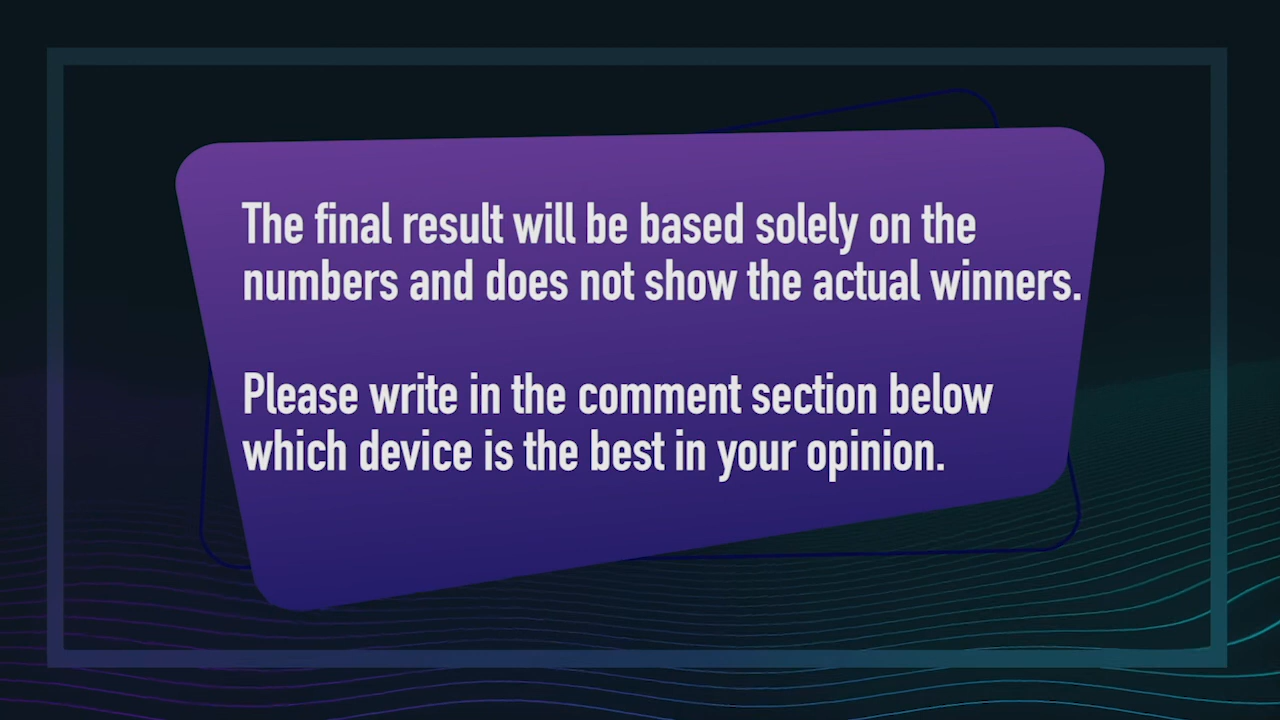 The final result will be based solely on the
numbers and does not show the actual winners.
Please write in the comment section below
which device is the best in your opinion.